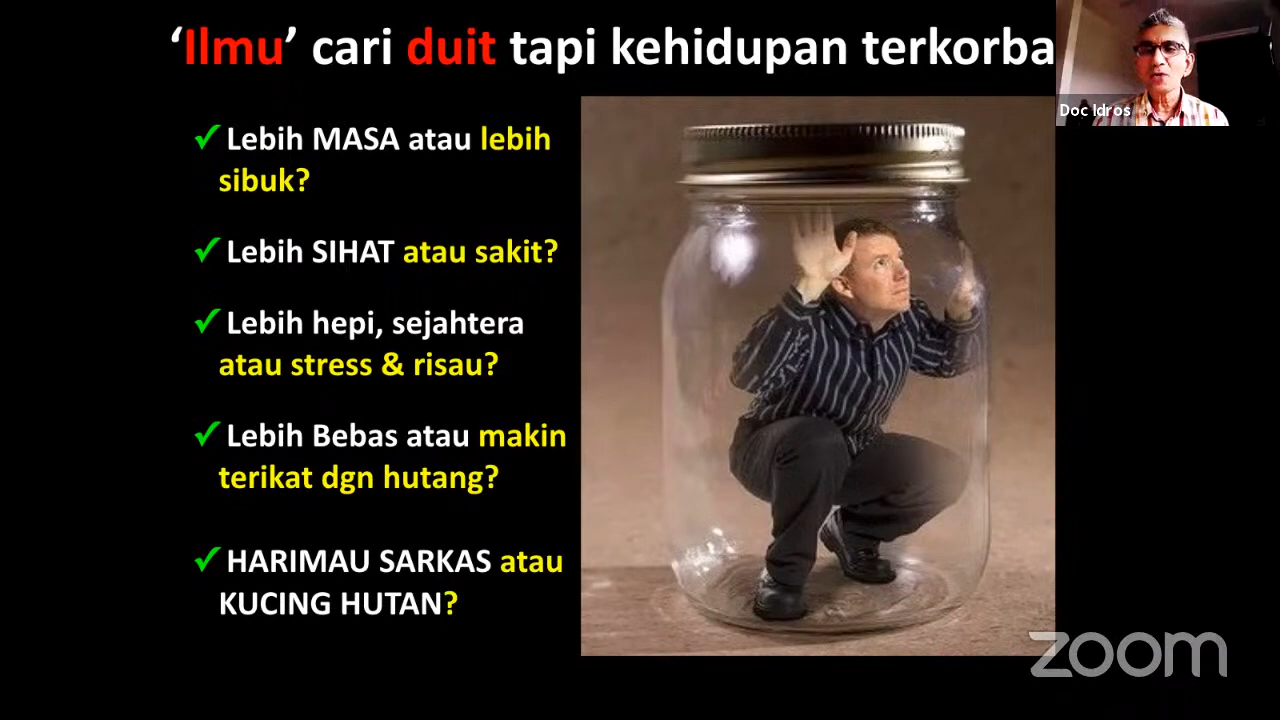 ‘Ilmu’ cari duit tapi kehidupan terkorba
Doc Idros
✓ Lebih MASA atau lebih
sibuk?
✓ Lebih SIHAT atau sakit?
✓ Lebih hepi, sejahtera
atau stress & risau?
✓ Lebih Bebas atau makin
terikat dgn hutang?
✓ HARIMAU SARKAS atau
KUCING HUTAN?
zoom